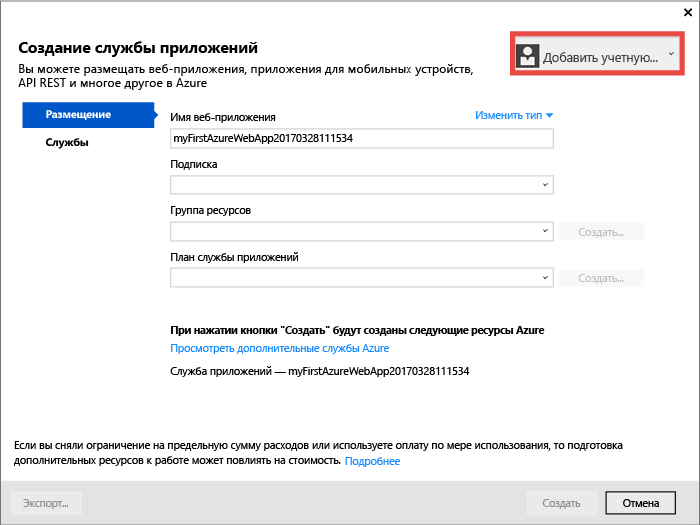 Создание службы приложений
Добавить учетную...
Вы можете размещать веб-приложения, приложения для мобильных устройств,
API REST и многое другое в Azure
Размещение
Службы
Имя веб-приложения
Изменить тип
myFirstAzureWebApp20170328111534
Подписка
Группа ресурсов
Создать...
План службы приложений
Создать...
При нажатии кнопки "Создать" будут созданы следующие ресурсы Azure
Просмотреть дополнительные службы Azure
Служба приложений — myFirstAzureWebApp20170328111534
Если вы сняли ограничение на предельную сумму расходов или используете оплату по мере использования, то подготовка
дополнительных ресурсов к работе может повлиять на стоимость. Подробнее
Экспорт...
Создать
Отмена